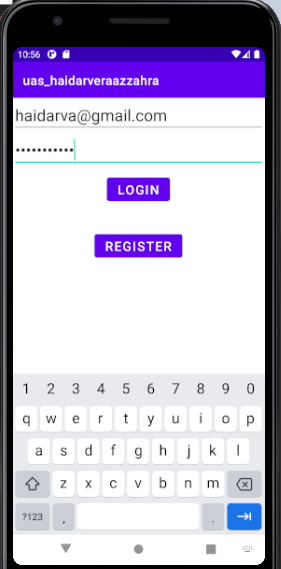 10:56
uas_haidarveraazzahra
haidarva@gmail.com
•••••••••••
LOGIN
REGISTER
1 2 3 4 5 6 7 8 9 0
q w e r t y u i o p
a s d f g h j k l
z x c v b n m
?123 , .